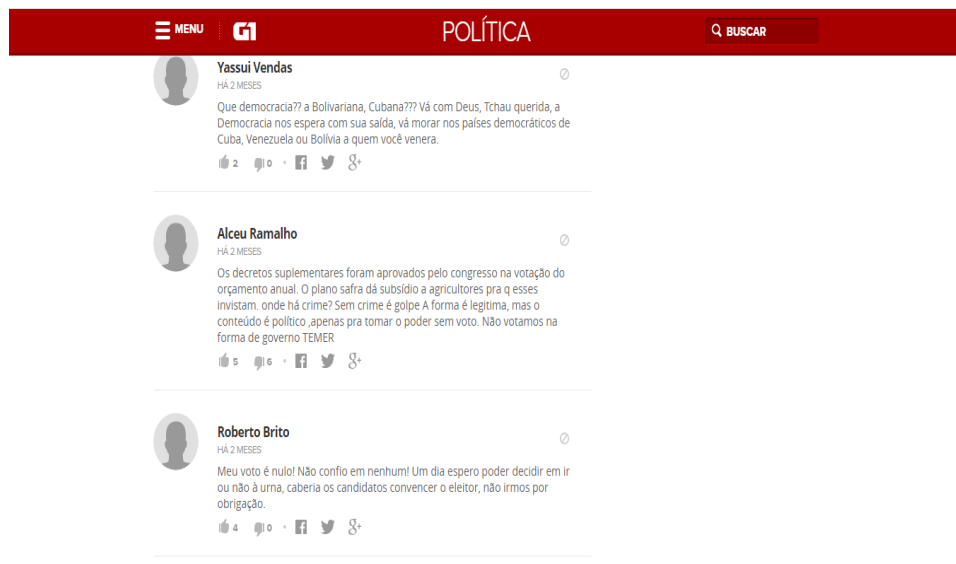 MENU G1 POLÍTICA BUSCAR
Yassui Vendas
HÁ 2 MESES
Que democracia?? a Bolivariana, Cubana??? Vá com Deus, Tchau querida, a
Democracia nos espera com sua saída, vá morar nos países democráticos de
Cuba, Venezuela ou Bolívia a quem você venera.
2 0 g+
Alceu Ramalho
HÁ 2 MESES
Os decretos suplementares foram aprovados pelo congresso na votação do
orçamento anual. O plano safra dá subsídio a agricultores pra q esses
invistam. onde há crime? Sem crime é golpe A forma é legitima, mas o
conteúdo é político ,apenas pra tomar o poder sem voto. Não votamos na
forma de governo TEMER
5 6 g+
Roberto Brito
HÁ 2 MESES
Meu voto é nulo! Não confio em nenhum! Um dia espero poder decidir em ir
ou não à urna, caberia os candidatos convencer o eleitor, não irmos por
obrigação.
4 0 g+